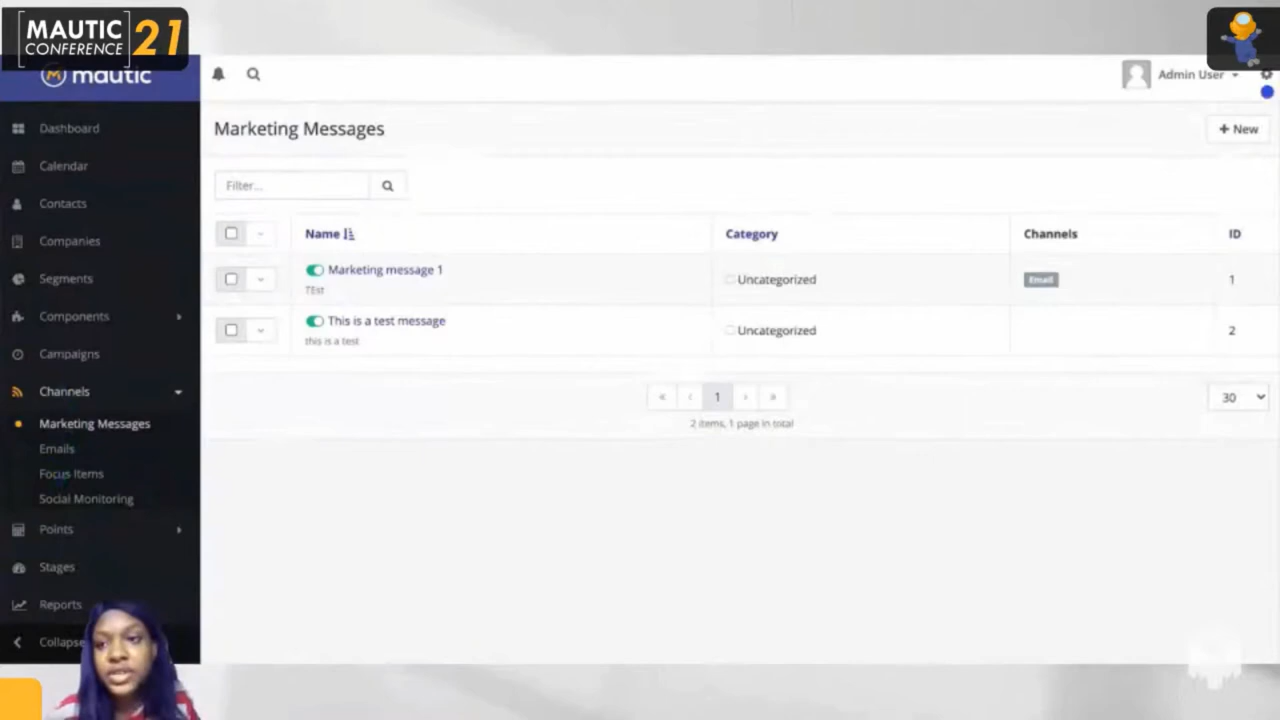 MAUTIC
CONFERENCE 21
mautic
Admin User
Dashboard
Marketing Messages
+ New
Calendar
Filter...
Contacts
Companies
Name
Category
Channels
ID
Segments
Marketing message 1
TEst
Uncategorized
Email
1
Components
This is a test message
this is a test
Uncategorized
2
Campaigns
Channels
« ‹ 1 › »
30
Marketing Messages
2 items, 1 page in total
Emails
Focus Items
Social Monitoring
Points
Stages
Reports
Collapse